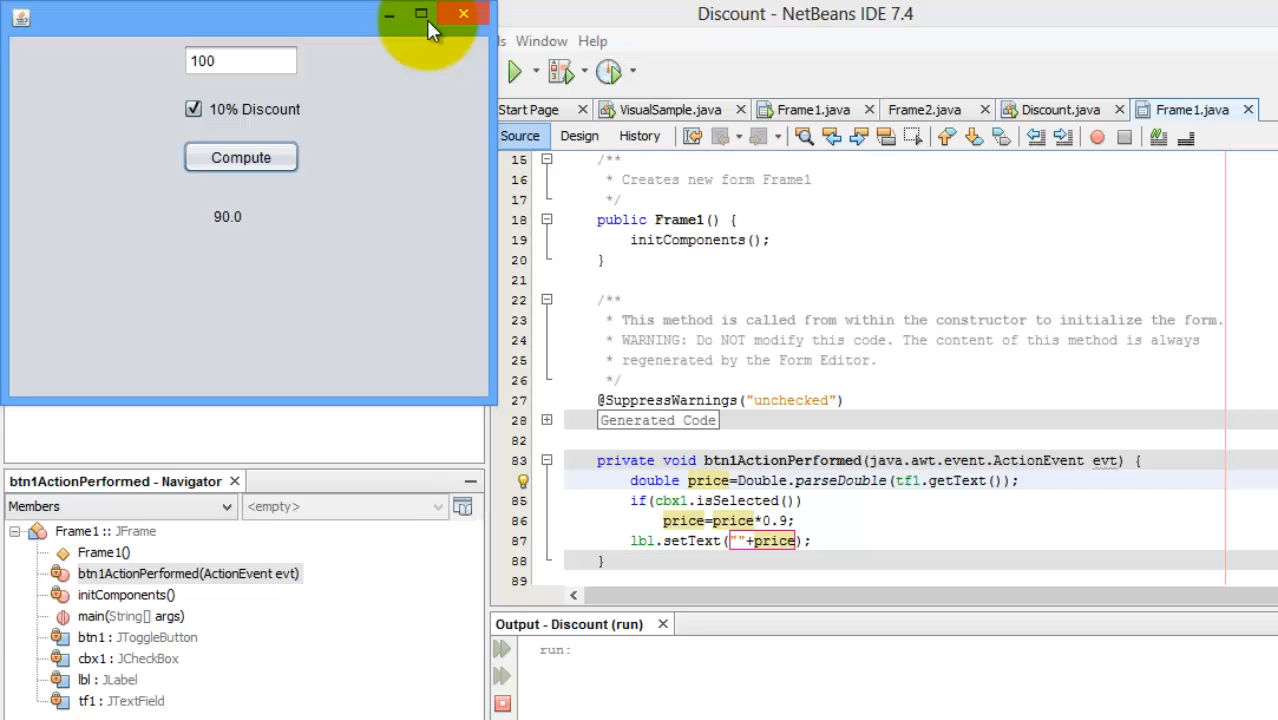 Discount - NetBeans IDE 7.4
ls Window Help
100
10% Discount
Compute
90.0
Start Page
VisualSample.java
Frame1.java
Frame2.java
Discount.java
Frame1.java
Source Design History
15 /**
16 * Creates new form Frame1
17 */
18 public Frame1() {
19 initComponents();
20 }
21
22 /**
23 * This method is called from within the constructor to initialize the form.
24 * WARNING: Do NOT modify this code. The content of this method is always
25 * regenerated by the Form Editor.
26 */
27 @SuppressWarnings("unchecked")
28 Generated Code
82
83 private void btn1ActionPerformed(java.awt.event.ActionEvent evt) {
double price=Double.parseDouble(tf1.getText());
85 if(cbx1.isSelected())
86 price=price*0.9;
87 lbl.setText(""+price);
88 }
89
btn1ActionPerformed - Navigator
Members
<empty>
Frame1 :: JFrame
Frame1()
btn1ActionPerformed(ActionEvent evt)
initComponents()
main(String[] args)
btn1 : JToggleButton
cbx1 : JCheckBox
lbl : JLabel
tf1 : JTextField
Output - Discount (run)
run: